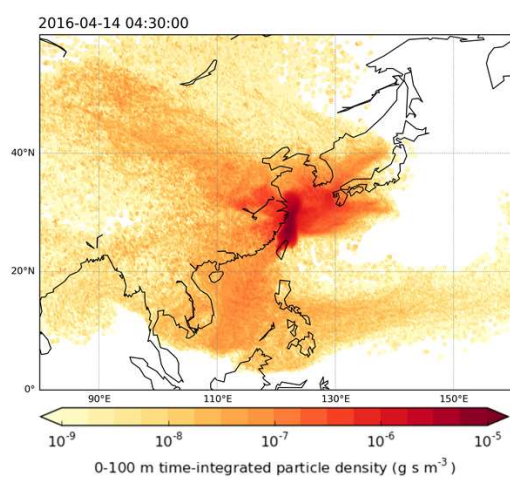 2016-04-14 04:30:00
40°N
20°N
0°
90°E 110°E 130°E 150°E
10⁻⁹ 10⁻⁸ 10⁻⁷ 10⁻⁶ 10⁻⁵
0-100 m time-integrated particle density (g s m⁻³)